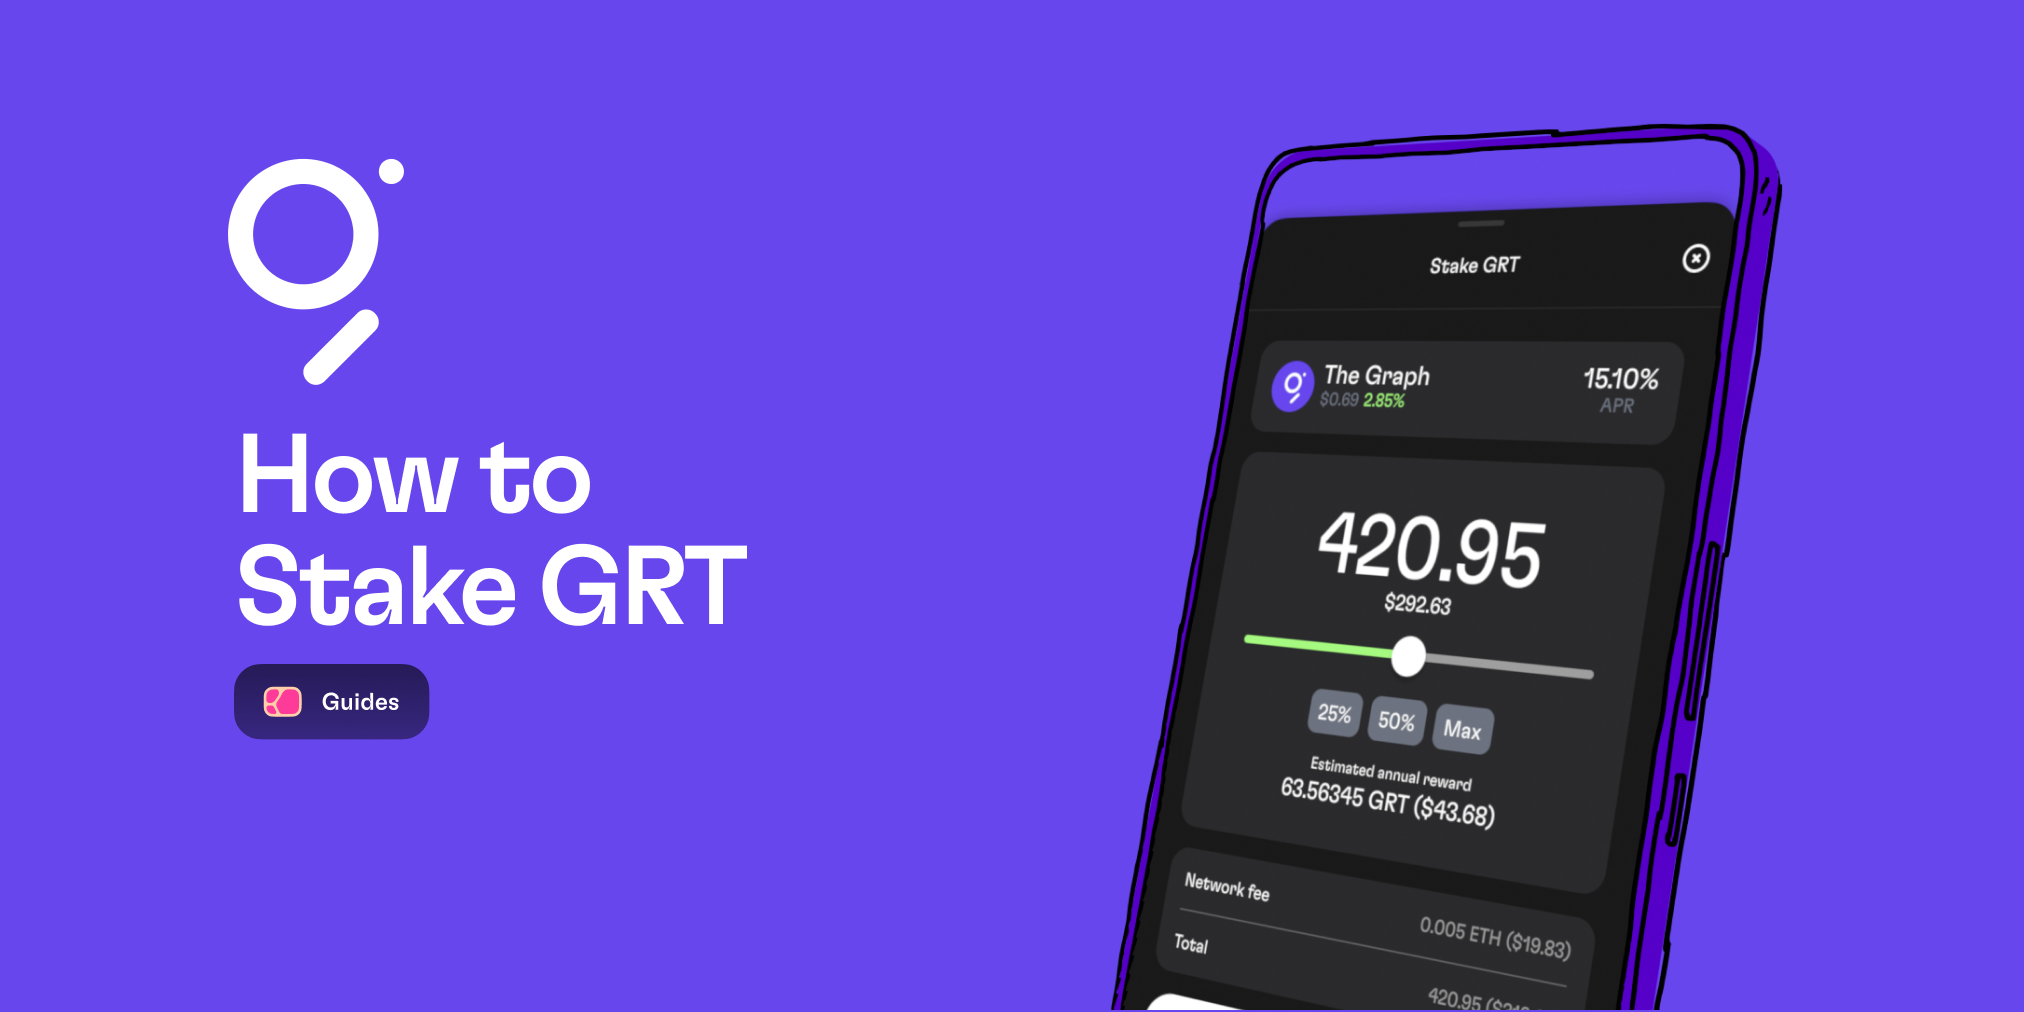 How to
Stake GRT
Guides
Stake GRT
The Graph
$0.69 2.85%
15.10%
APR
420.95
$292.63
25% 50% Max
Estimated annual reward
63.56345 GRT ($43.68)
Network fee
0.005 ETH ($19.83)
Total
420.95